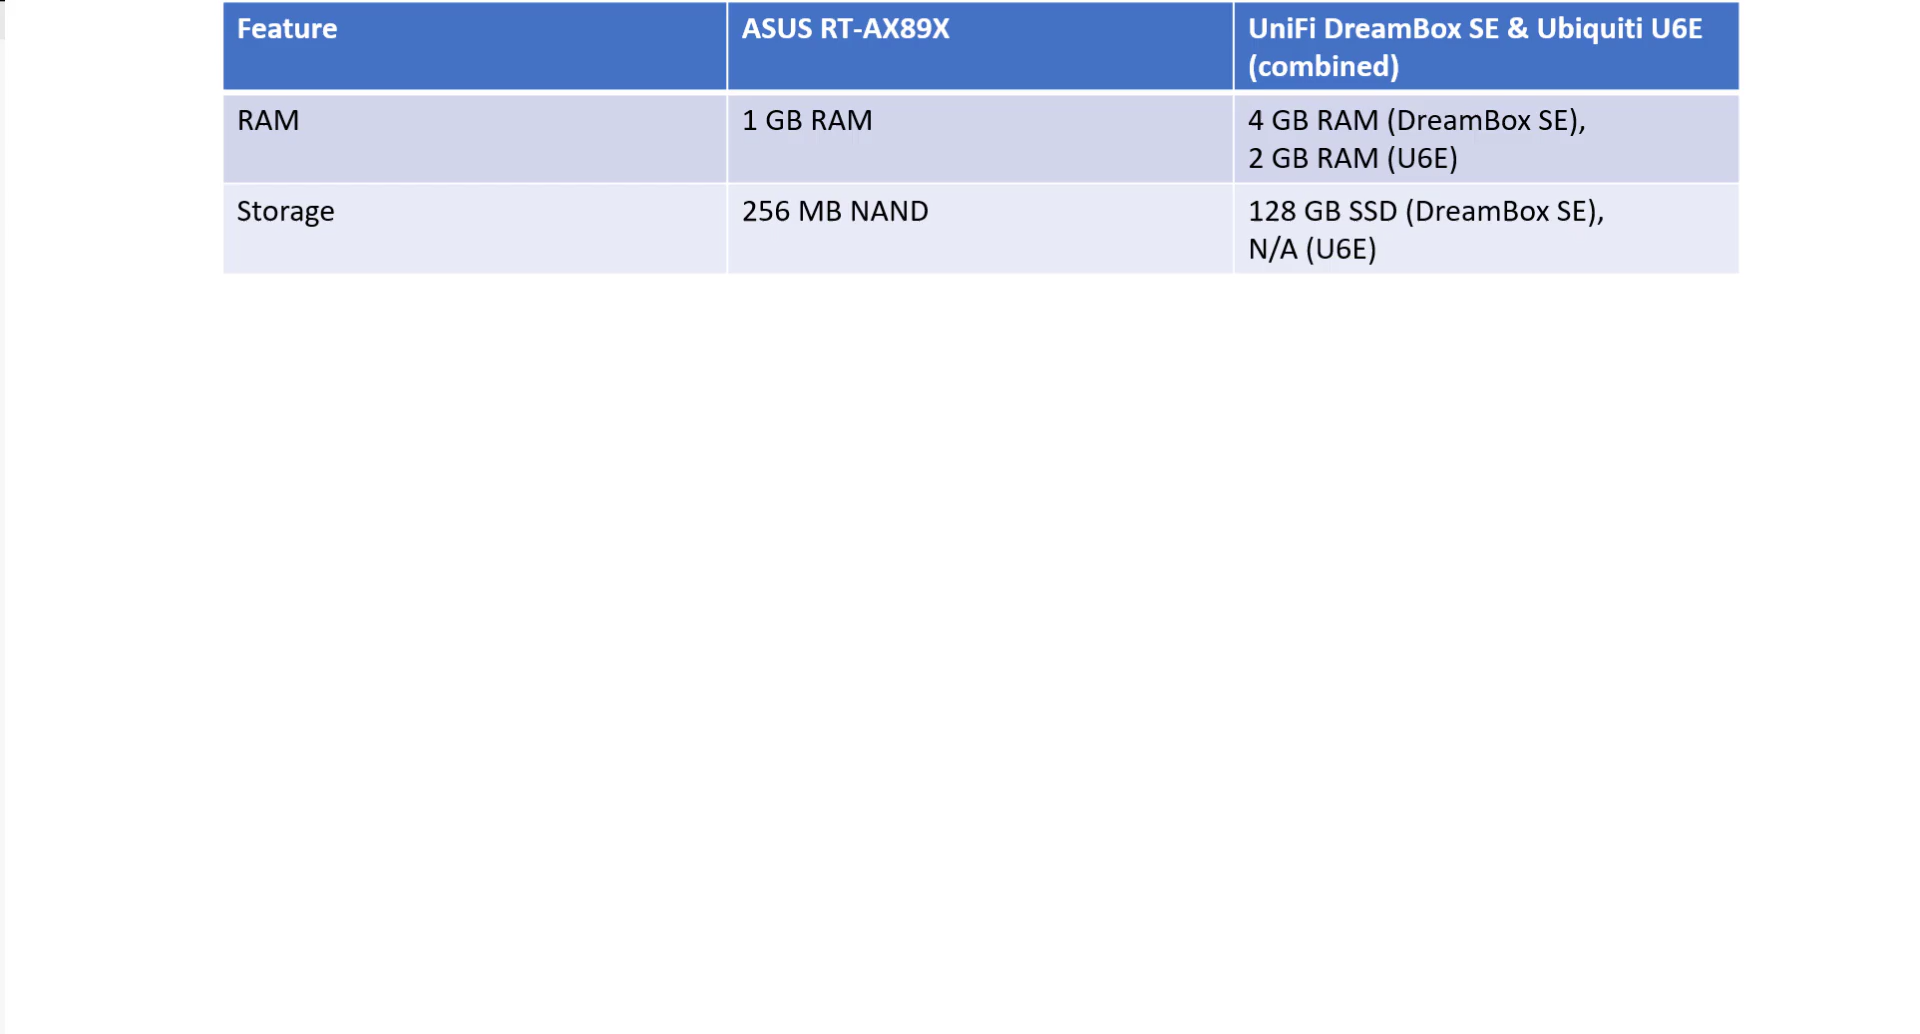 Feature
ASUS RT-AX89X
UniFi DreamBox SE & Ubiquiti U6E
(combined)
RAM
1 GB RAM
4 GB RAM (DreamBox SE),
2 GB RAM (U6E)
Storage
256 MB NAND
128 GB SSD (DreamBox SE),
N/A (U6E)